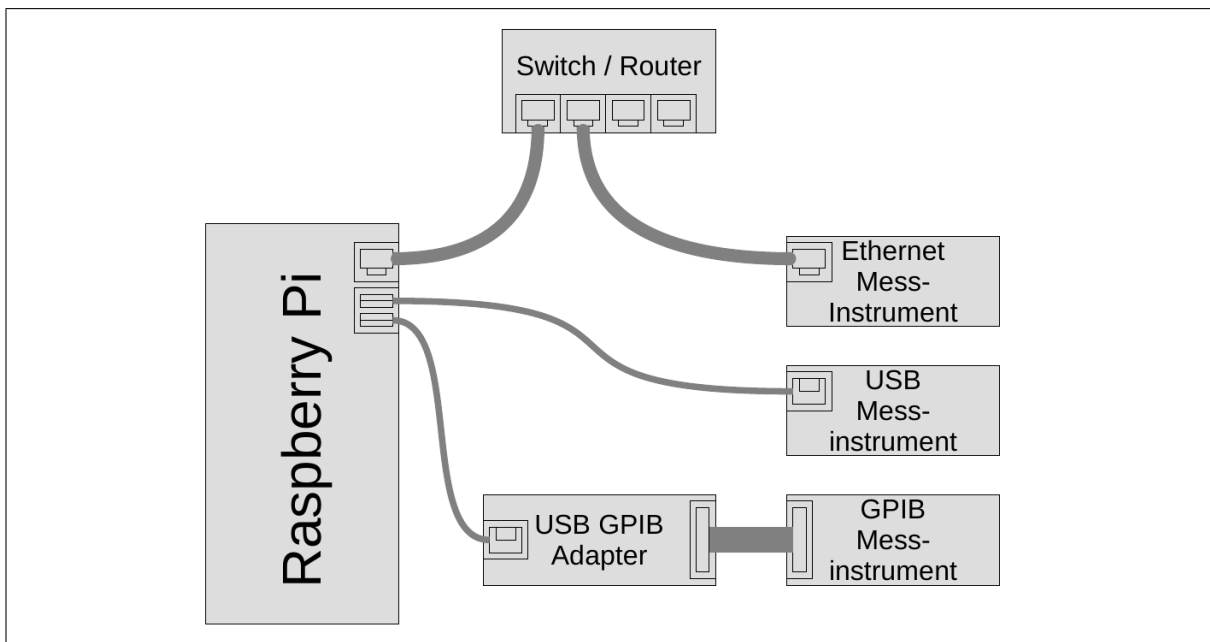 Switch / Router
Raspberry Pi
Ethernet
Mess-
Instrument
USB
Mess-
instrument
USB GPIB
Adapter
GPIB
Mess-
instrument